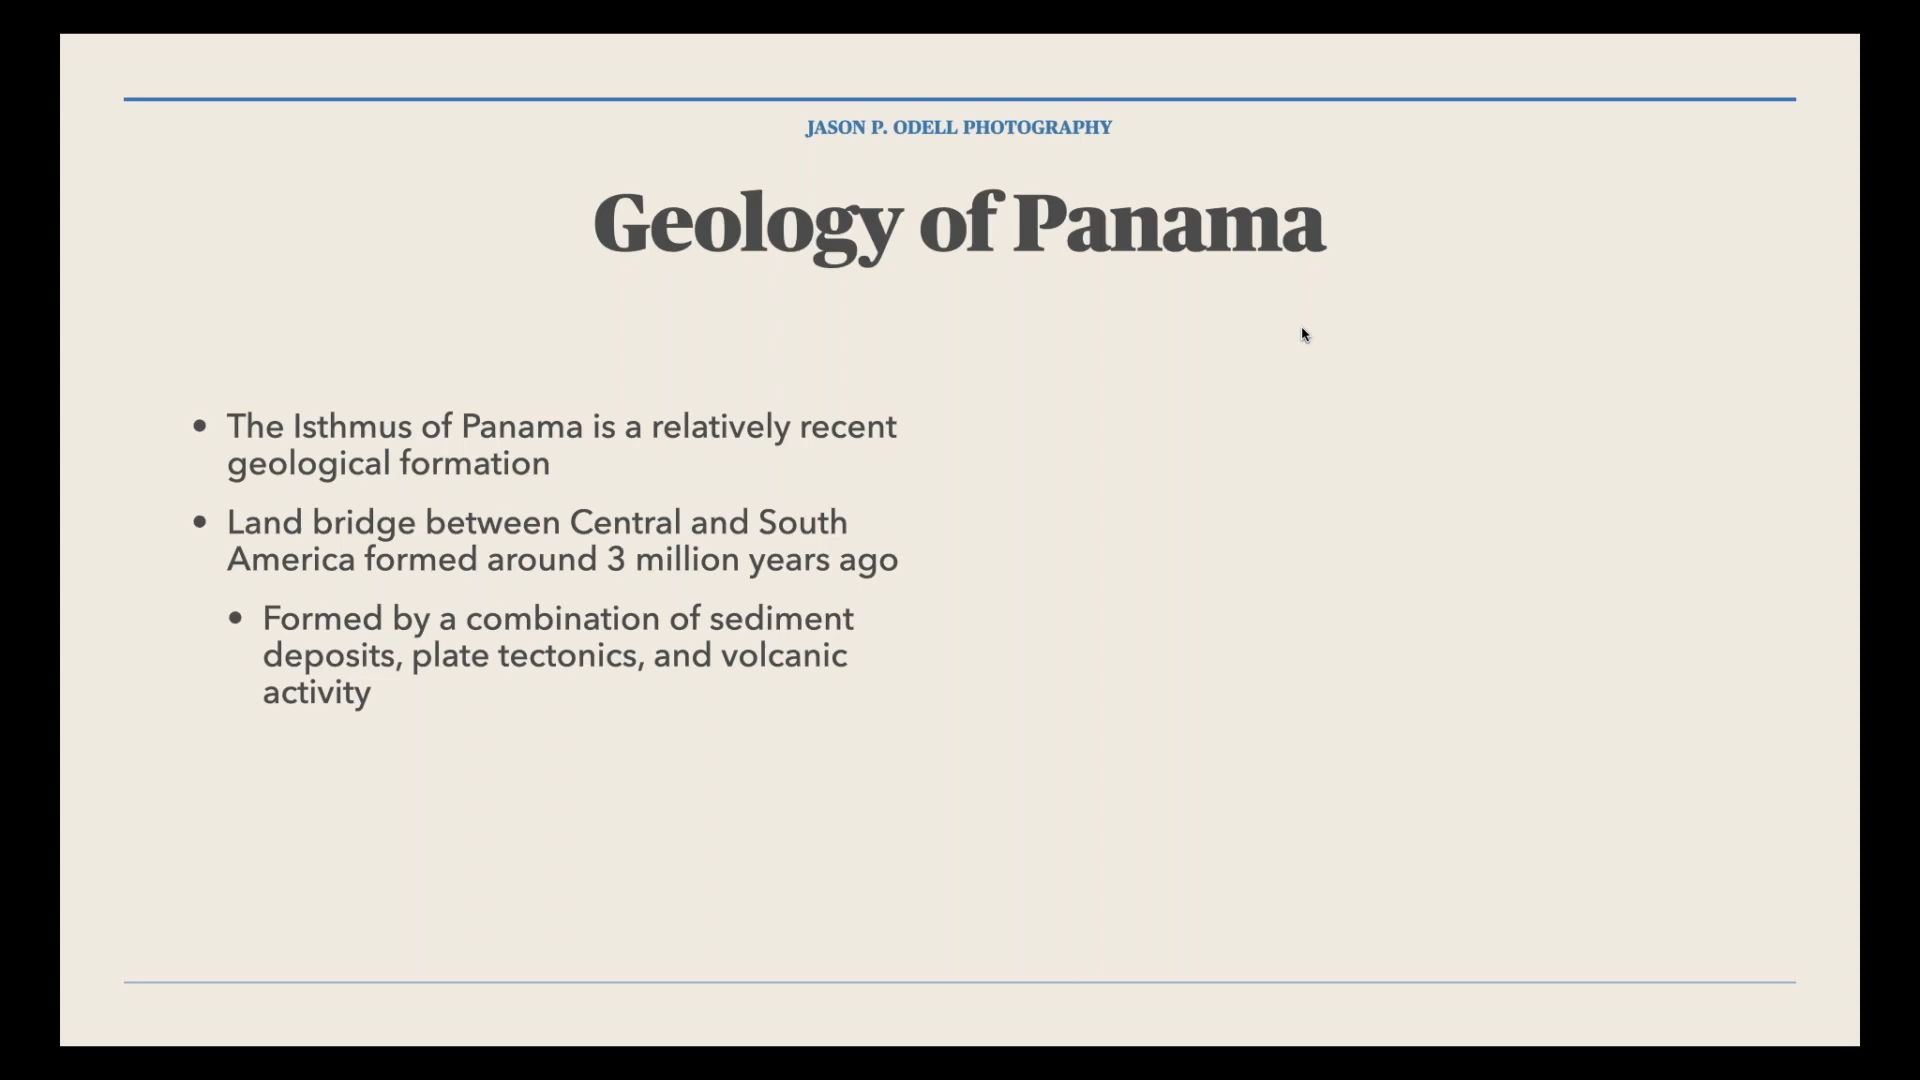 JASON P. ODELL PHOTOGRAPHY
Geology of Panama
• The Isthmus of Panama is a relatively recent
geological formation
• Land bridge between Central and South
America formed around 3 million years ago
• Formed by a combination of sediment
deposits, plate tectonics, and volcanic
activity